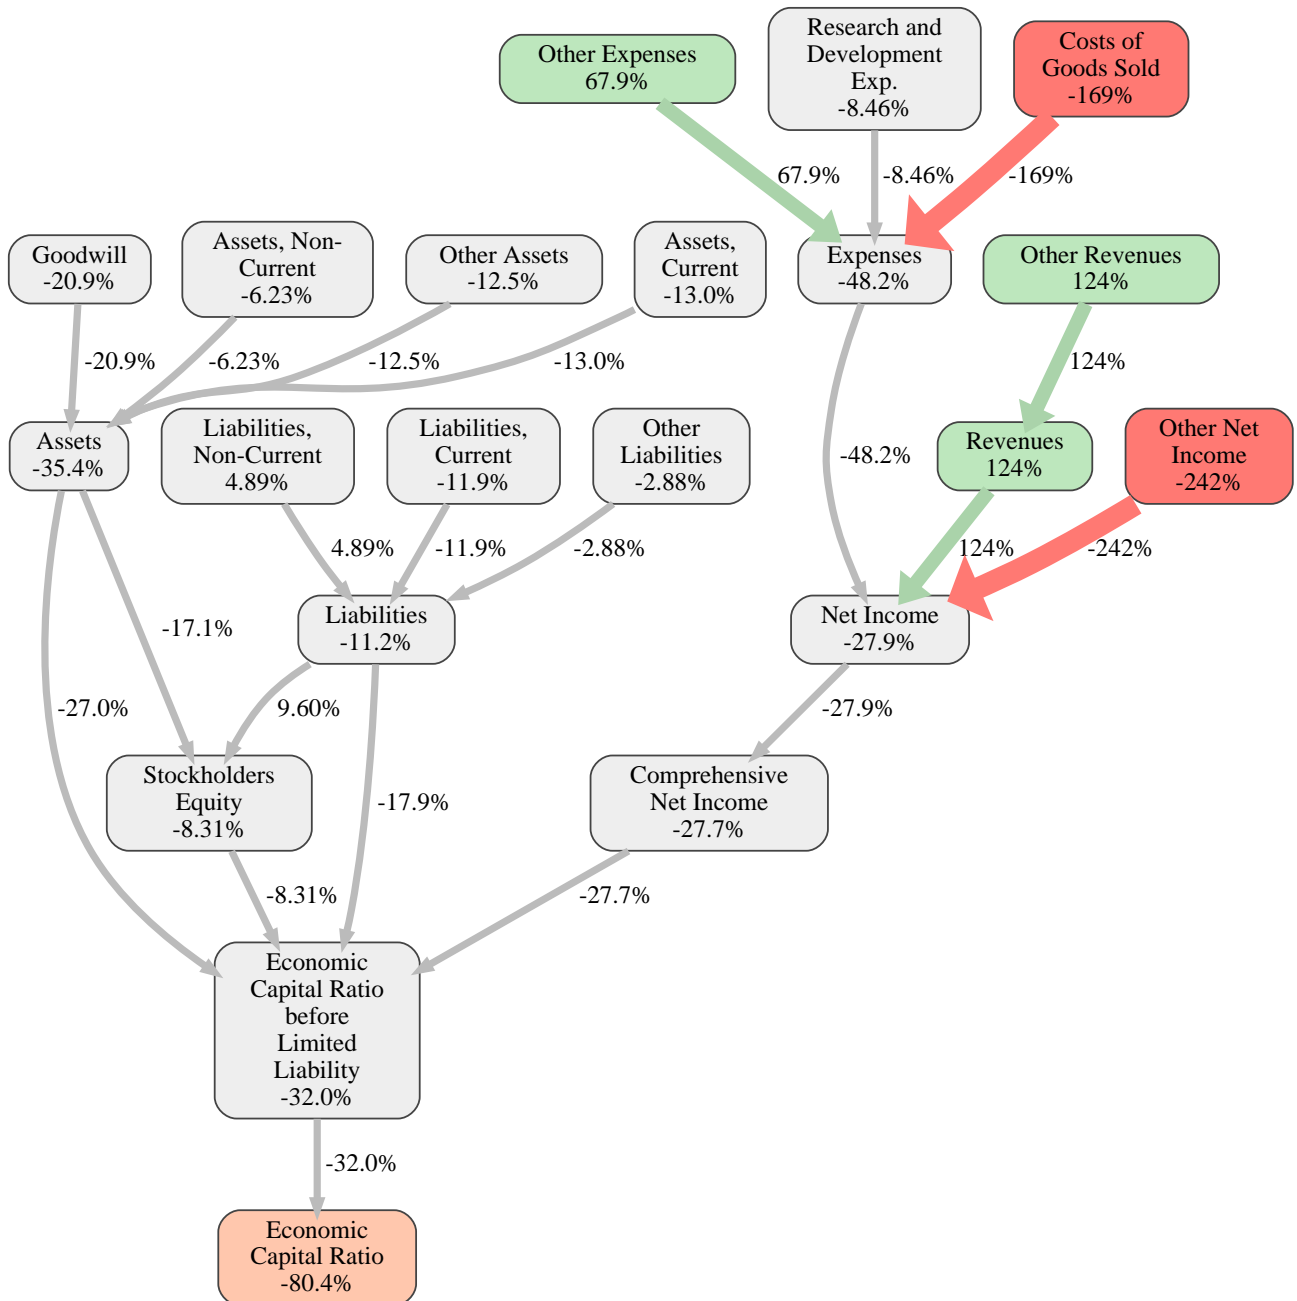 Other Expenses
67.9%
Research and
Development
Exp.
-8.46%
Costs of
Goods Sold
-169%
67.9%
-8.46%
-169%
Goodwill
-20.9%
Assets, Non-
Current
-6.23%
Other Assets
-12.5%
Assets,
Current
-13.0%
Expenses
-48.2%
Other Revenues
124%
-20.9%
-6.23%
-12.5%
-13.0%
124%
Assets
-35.4%
Liabilities,
Non-Current
4.89%
Liabilities,
Current
-11.9%
Other
Liabilities
-2.88%
-48.2%
Revenues
124%
Other Net
Income
-242%
4.89%
-11.9%
-2.88%
124%
-242%
-17.1%
Liabilities
-11.2%
Net Income
-27.9%
-27.0%
9.60%
-27.9%
Stockholders
Equity
-8.31%
-17.9%
Comprehensive
Net Income
-27.7%
-8.31%
-27.7%
Economic
Capital Ratio
before
Limited
Liability
-32.0%
-32.0%
Economic
Capital Ratio
-80.4%